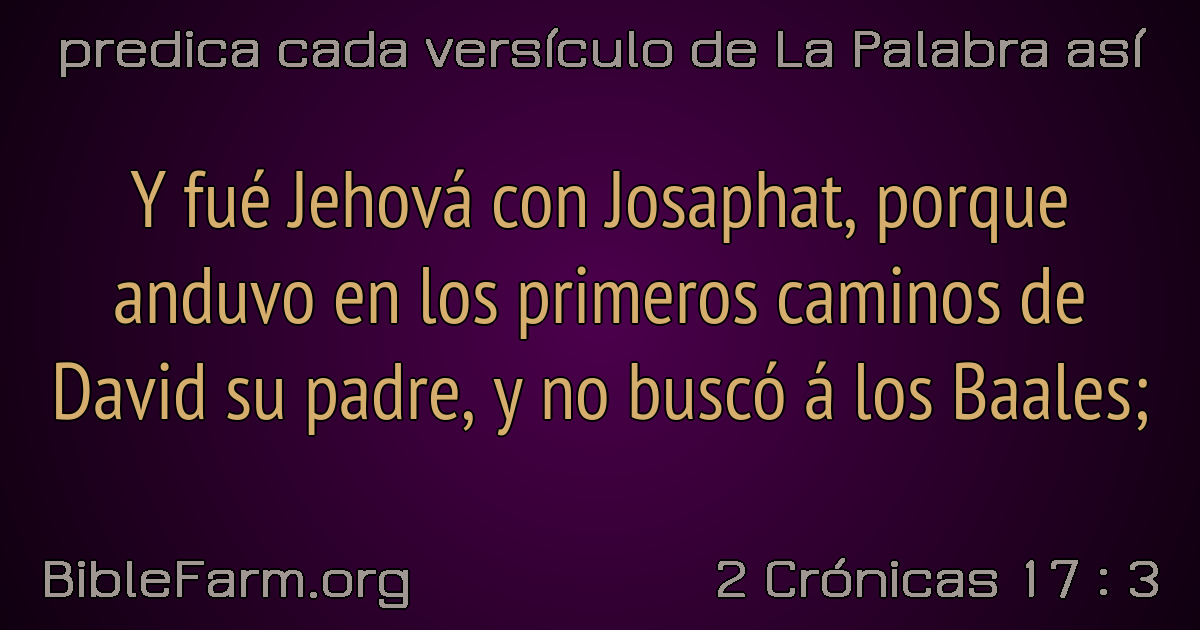 predica cada versículo de La Palabra así
Y fué Jehová con Josaphat, porque
anduvo en los primeros caminos de
David su padre, y no buscó á los Baales;
BibleFarm.org
2 Crónicas 17 : 3